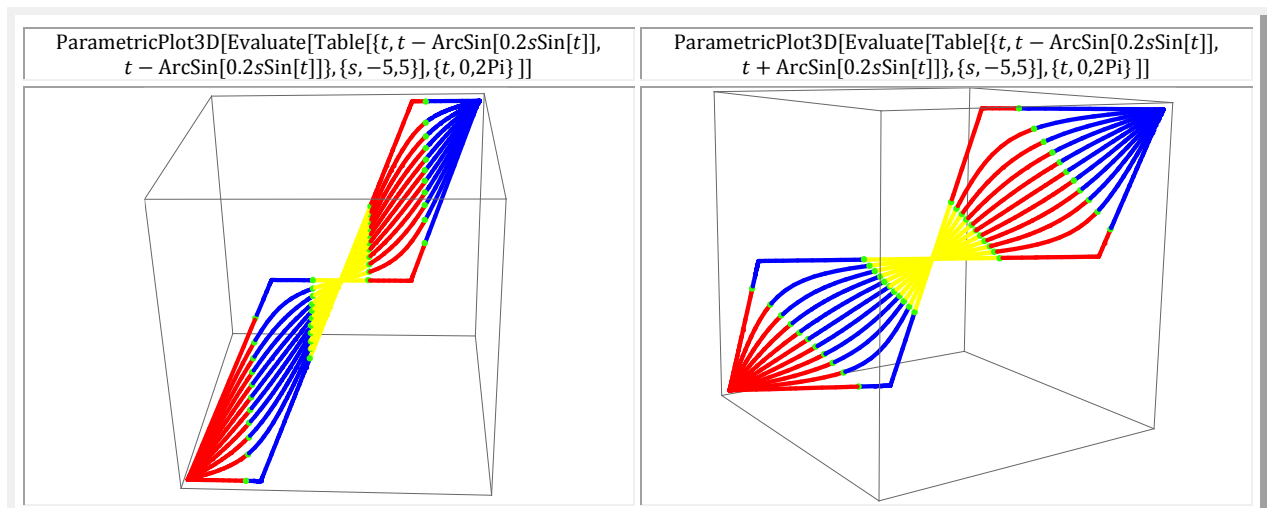 ParametricPlot3D[Evaluate[Table[{t, t − ArcSin[0.2sSin[t]],
t − ArcSin[0.2sSin[t]]}, {s, −5,5}], {t, 0,2Pi} ]]
ParametricPlot3D[Evaluate[Table[{t, t − ArcSin[0.2sSin[t]],
t + ArcSin[0.2sSin[t]]}, {s, −5,5}], {t, 0,2Pi} ]]